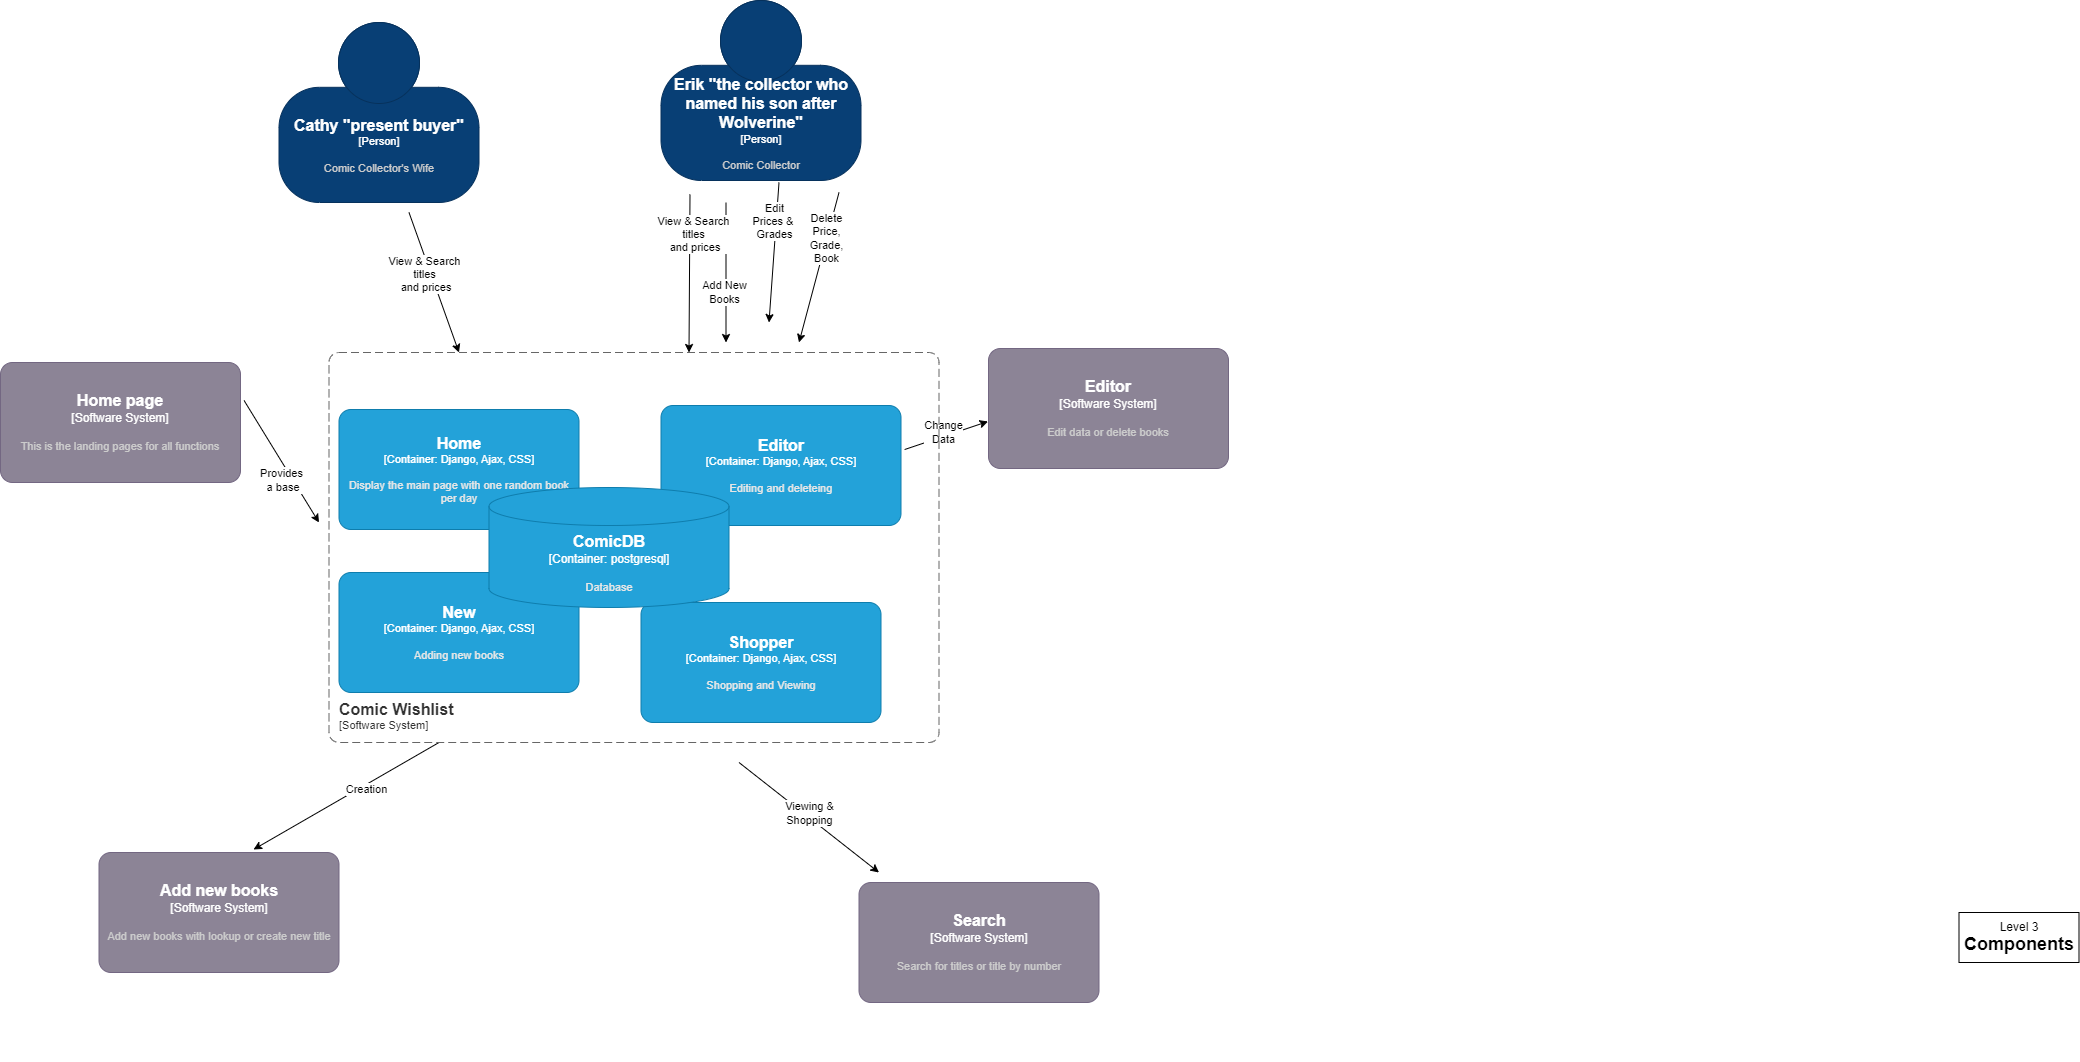 Cathy "present buyer"
[Person]
Comic Collector's Wife
Erik "the collector who
named his son after
Wolverine"
[Person]
Comic Collector
View & Search
titles
and prices
View & Search
titles
and prices
Add New
Books
Edit
Prices &
Grades
Delete
Price,
Grade,
Book
Home page
[Software System]
This is the landing pages for all functions
Provides
a base
Home
[Container: Django, Ajax, CSS]
Display the main page with one random book
per day
Editor
[Container: Django, Ajax, CSS]
Editing and deleteing
Change
Data
Editor
[Software System]
Edit data or delete books
ComicDB
[Container: postgresql]
Database
New
[Container: Django, Ajax, CSS]
Adding new books
Shopper
[Container: Django, Ajax, CSS]
Shopping and Viewing
Comic Wishlist
[Software System]
Creation
Viewing &
Shopping
Add new books
[Software System]
Add new books with lookup or create new title
Search
[Software System]
Search for titles or title by number
Level 3
Components